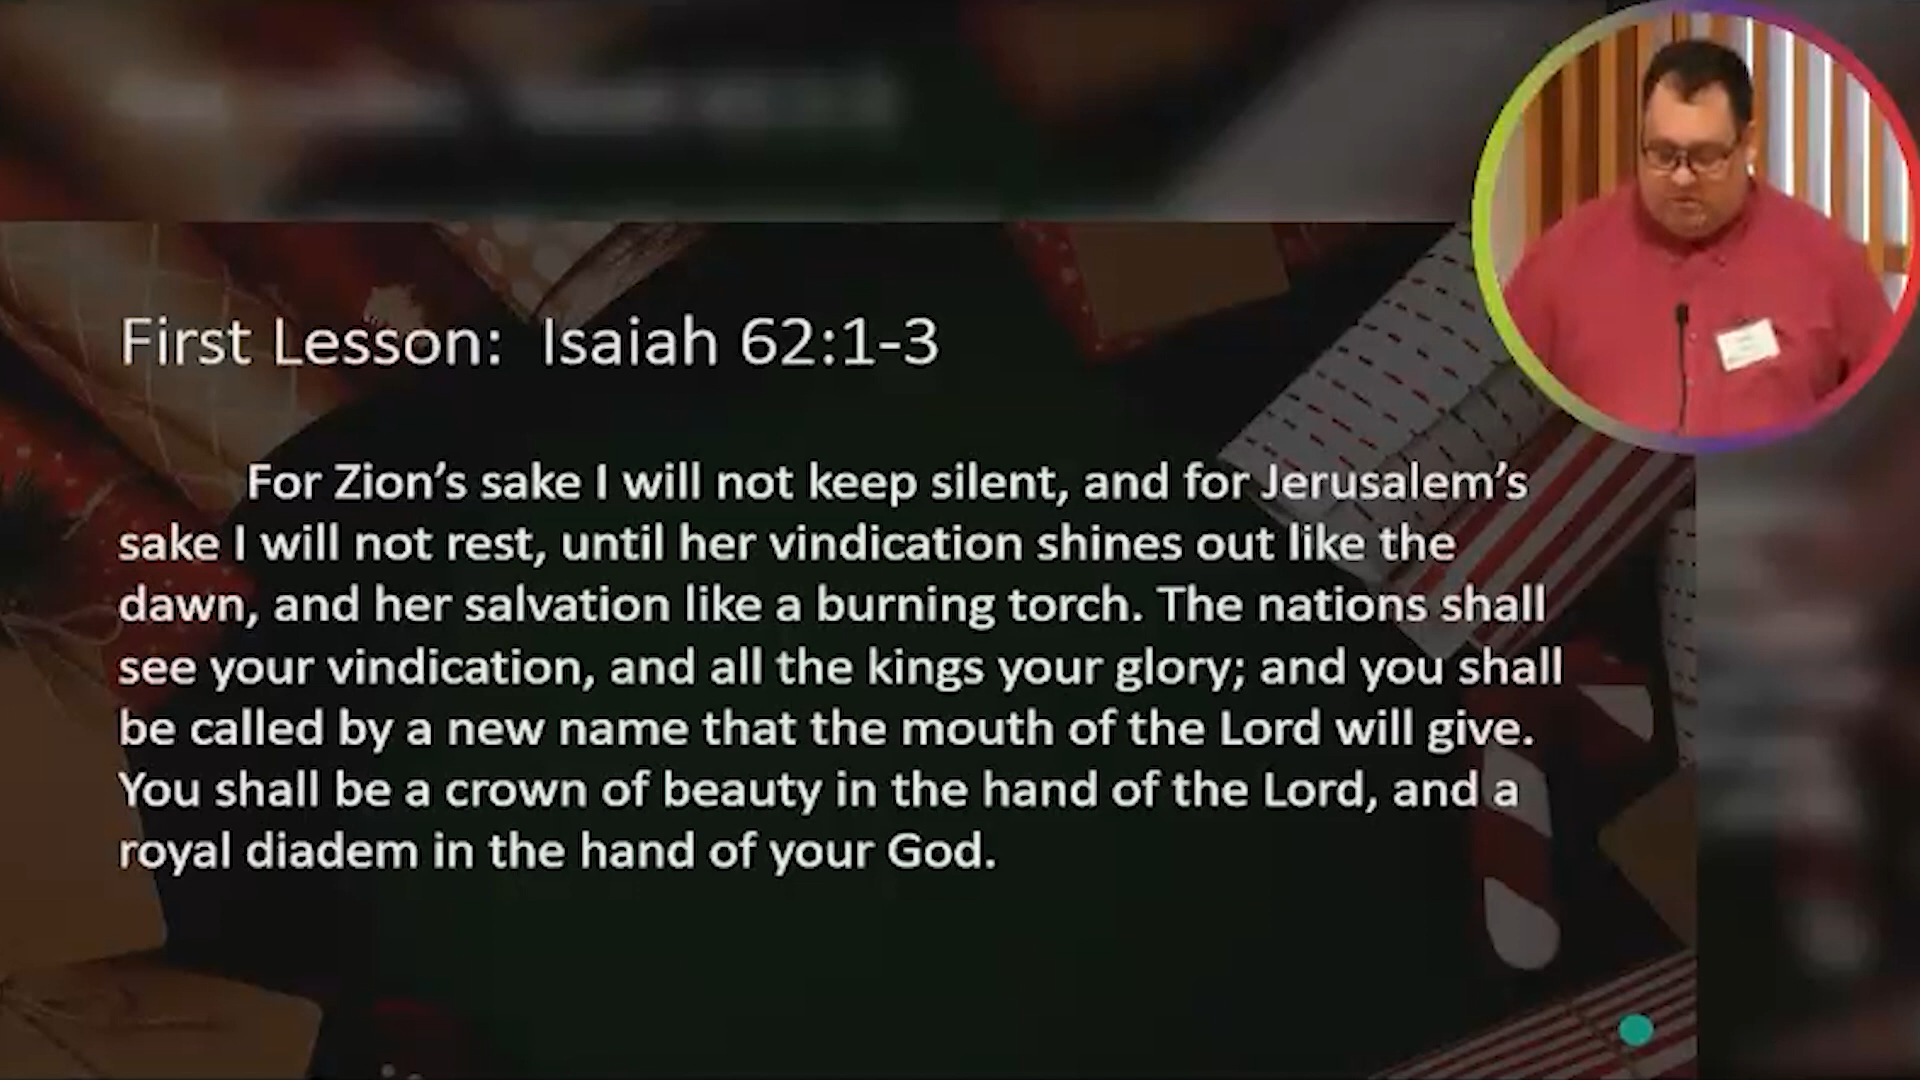 First Lesson: Isaiah 62:1-3
For Zion’s sake I will not keep silent, and for Jerusalem’s
sake I will not rest, until her vindication shines out like the
dawn, and her salvation like a burning torch. The nations shall
see your vindication, and all the kings your glory; and you shall
be called by a new name that the mouth of the Lord will give.
You shall be a crown of beauty in the hand of the Lord, and a
royal diadem in the hand of your God.